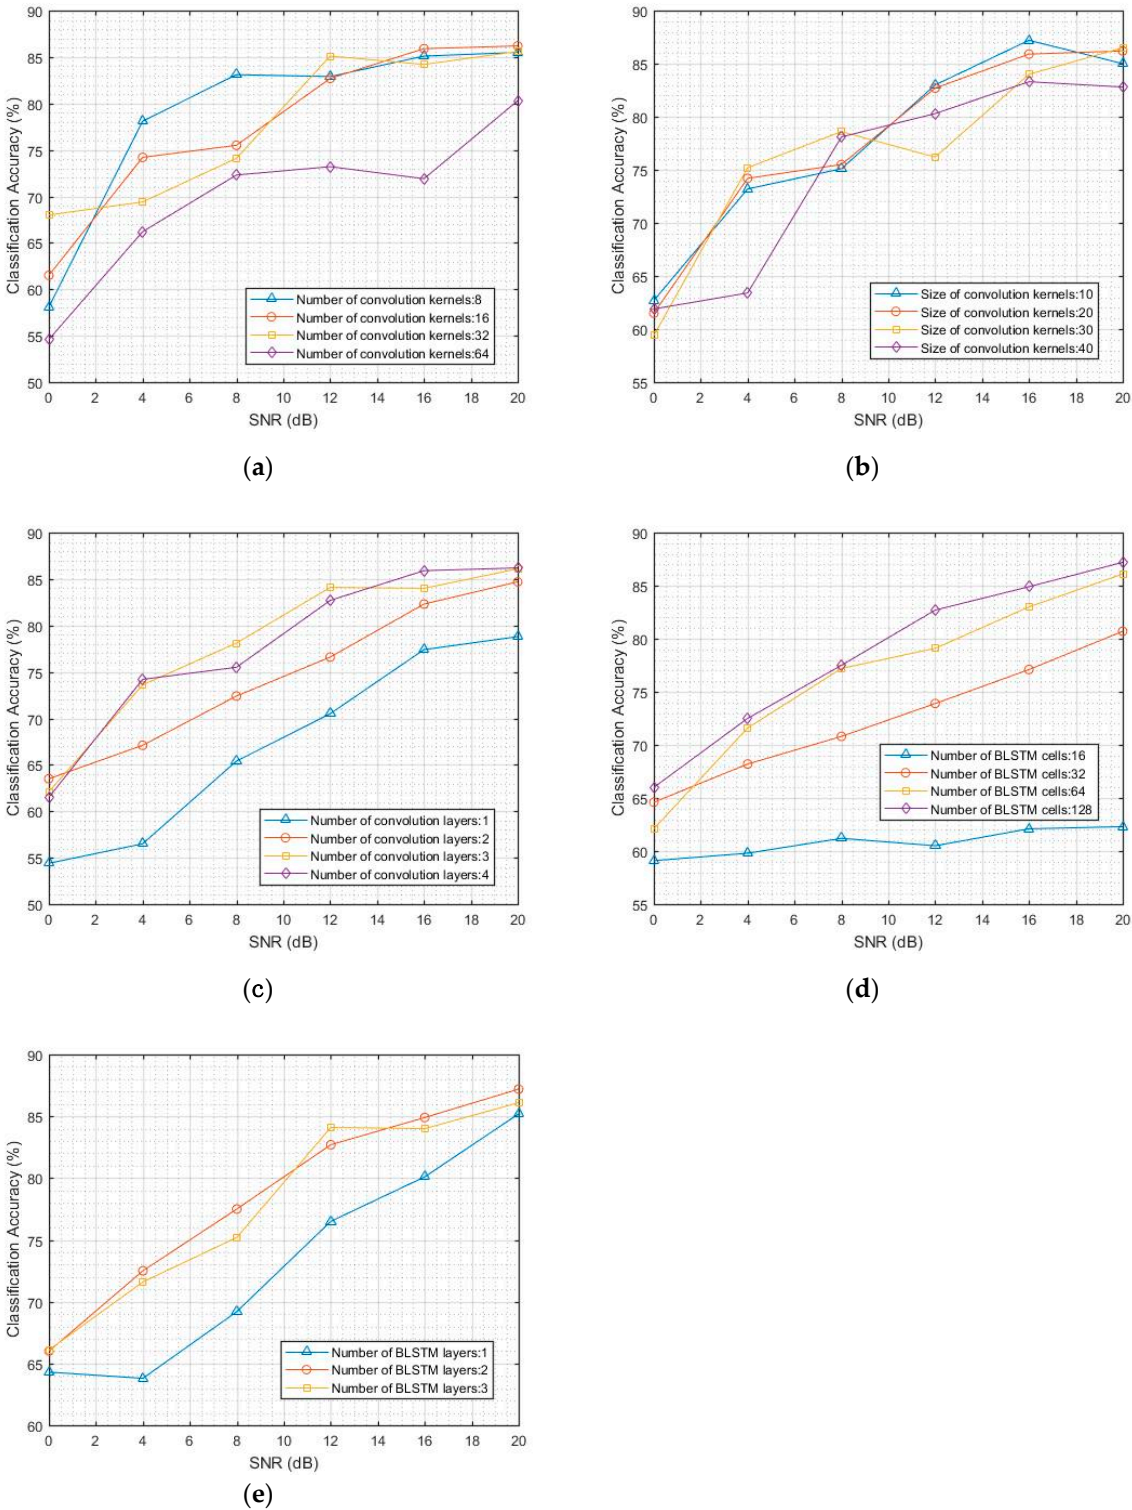 90
85
80
75
70
65
60
55
50
Classification Accuracy (%)
Number of convolution kernels:8
Number of convolution kernels:16
Number of convolution kernels:32
Number of convolution kernels:64
0 2 4 6 8 10 12 14 16 18 20
SNR (dB)
(a)
90
85
80
75
70
65
60
55
Classification Accuracy (%)
Size of convolution kernels:10
Size of convolution kernels:20
Size of convolution kernels:30
Size of convolution kernels:40
0 2 4 6 8 10 12 14 16 18 20
SNR (dB)
(b)
90
85
80
75
70
65
60
55
50
Classification Accuracy (%)
Number of convolution layers:1
Number of convolution layers:2
Number of convolution layers:3
Number of convolution layers:4
0 2 4 6 8 10 12 14 16 18 20
SNR (dB)
(c)
90
85
80
75
70
65
60
55
Classification Accuracy (%)
Number of BLSTM cells:16
Number of BLSTM cells:32
Number of BLSTM cells:64
Number of BLSTM cells:128
0 2 4 6 8 10 12 14 16 18 20
SNR (dB)
(d)
90
85
80
75
70
65
60
Classification Accuracy (%)
Number of BLSTM layers:1
Number of BLSTM layers:2
Number of BLSTM layers:3
0 2 4 6 8 10 12 14 16 18 20
SNR (dB)
(e)